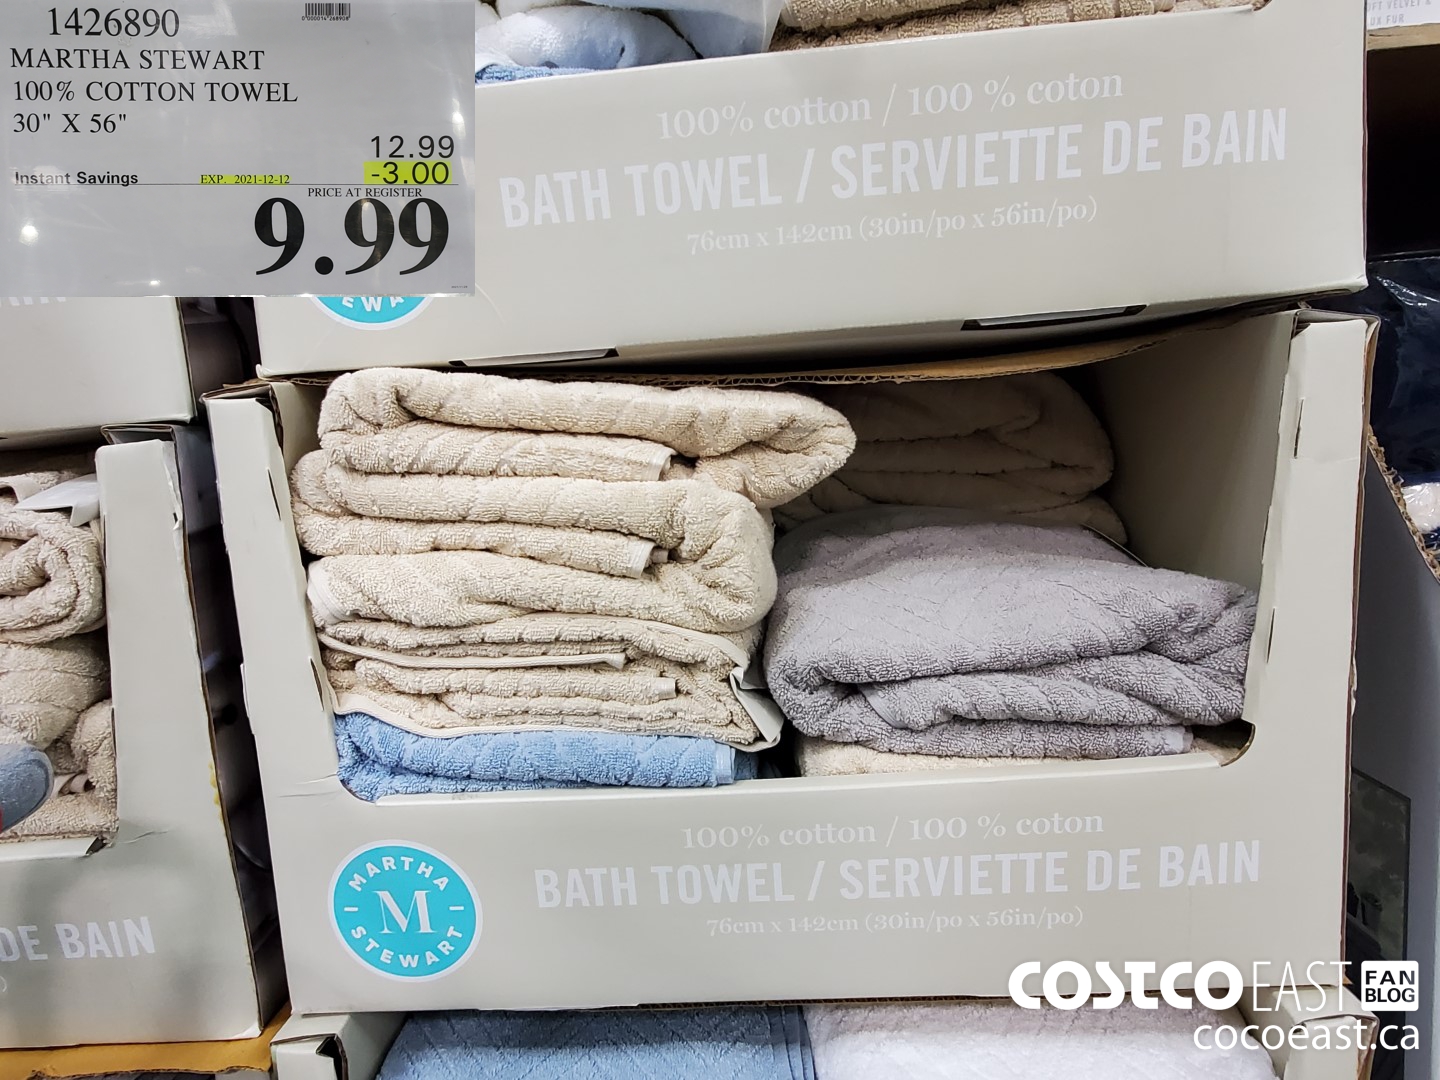 1426890
MARTHA STEWART
100% COTTON TOWEL
30" X 56"
12.99
Instant Savings EXP. 2021-12-12 -3.00
PRICE AT REGISTER
9.99
100% cotton / 100 % coton
BATH TOWEL / SERVIETTE DE BAIN
76cm x 142cm (30in/po x 56in/po)
EWA
100% cotton / 100 % coton
BATH TOWEL / SERVIETTE DE BAIN
76cm x 142cm (30in/po x 56in/po)
MARTHA
M
STEWART
DE BAIN
COSTCO EAST FAN BLOG
cocoeast.ca